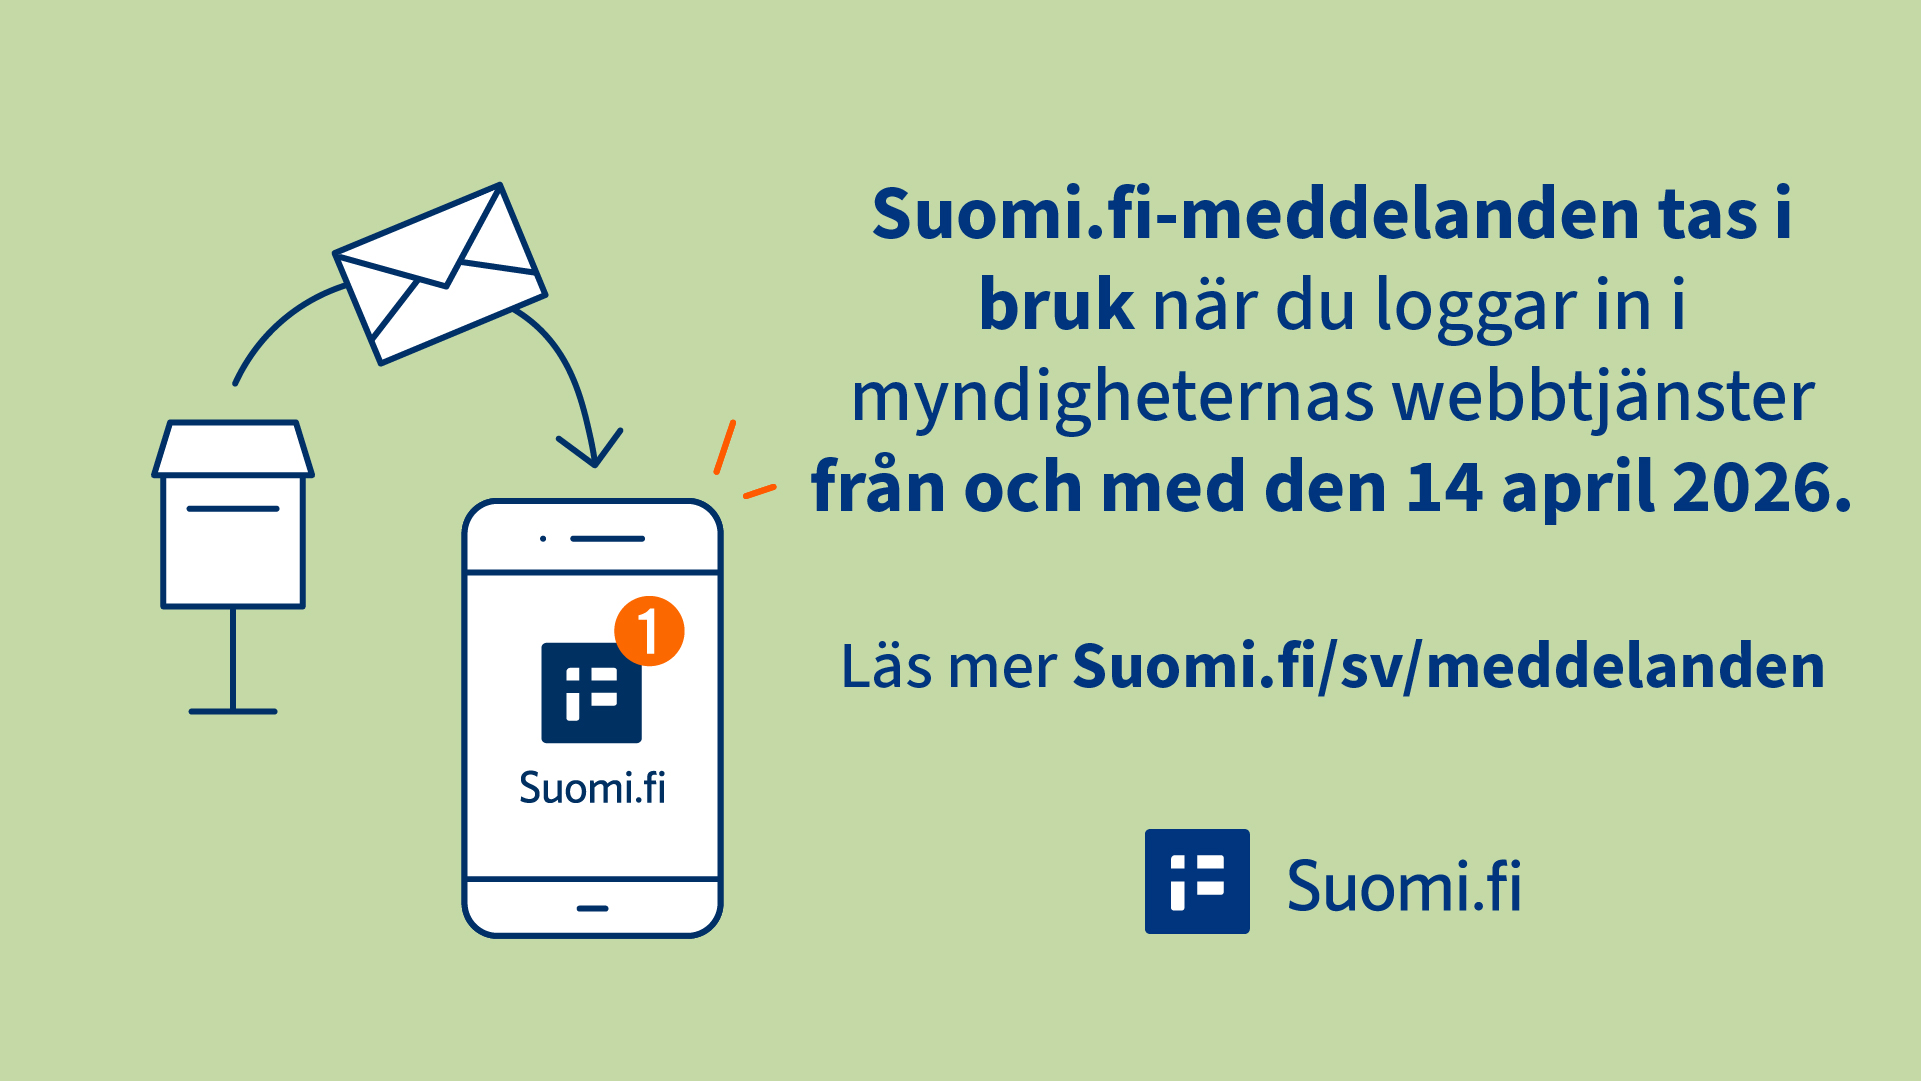 Suomi.fi-meddelanden tas i
bruk när du loggar in i
myndigheternas webbtjänster
från och med den 14 april 2026.
Läs mer Suomi.fi/sv/meddelanden
1
Suomi.fi
Suomi.fi